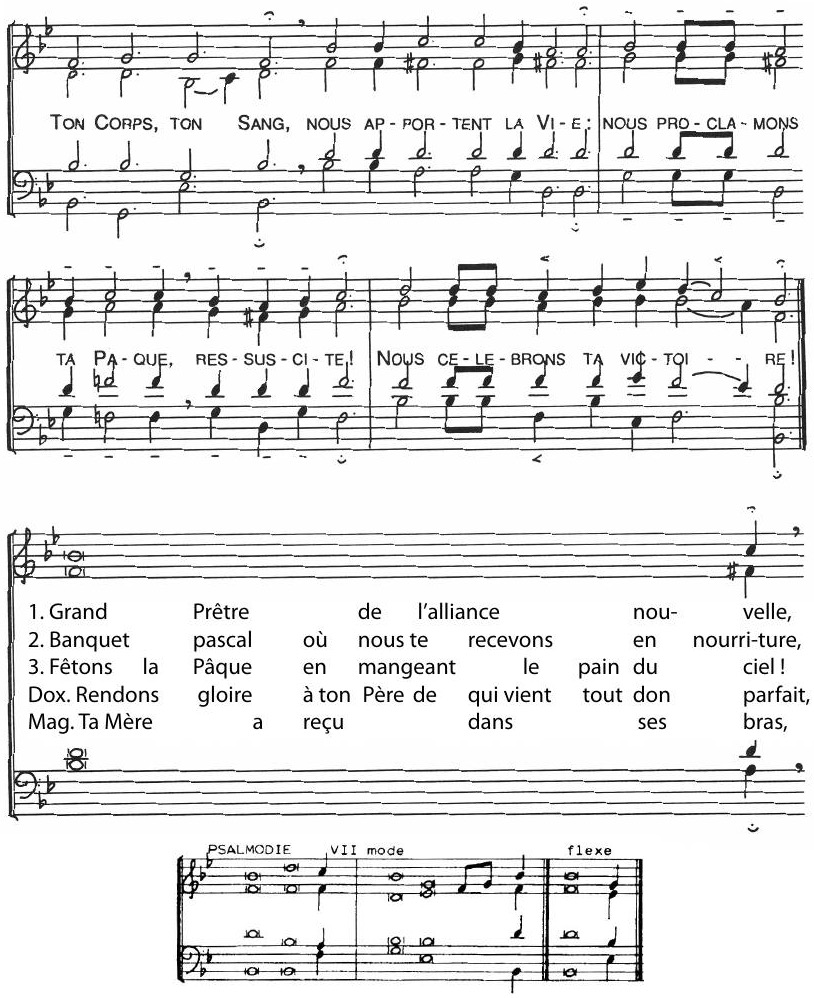 TON CORPS, TON SANG, NOUS AP-POR-TENT LA VI-E: NOUS PRO-CLA-MONS
TA PA-QUE, RES-SUS-CI-TE! NOUS CE-LE-BRONS TA VIC-TOI--RE!
1. Grand Prêtre de l'alliance nou- velle,
2. Banquet pascal où nous te recevons en nourri-ture,
3. Fêtons la Pâque en mangeant le pain du ciel !
Dox. Rendons gloire à ton Père de qui vient tout don parfait,
Mag. Ta Mère a reçu dans ses bras,
PSALMODIE VII mode flexe